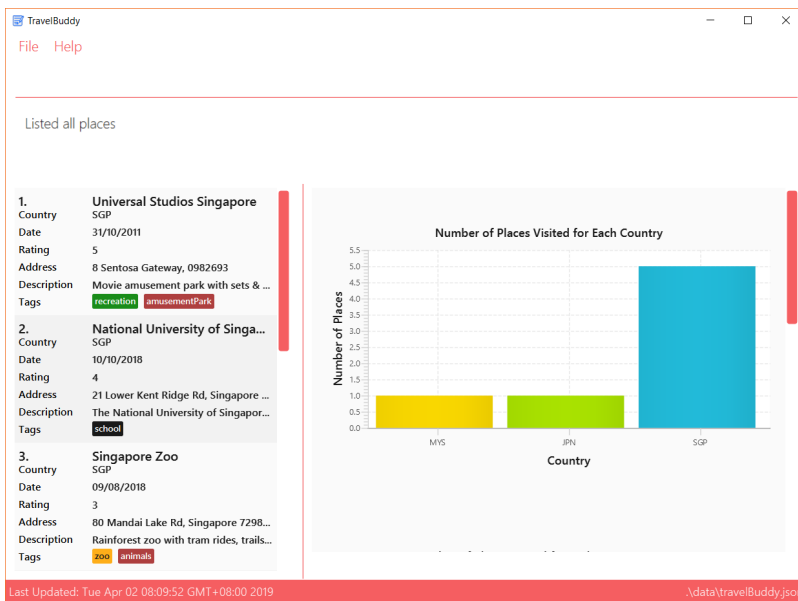 TravelBuddy
File Help
Listed all places
1. Universal Studios Singapore
Country SGP
Date 31/10/2011
Rating 5
Address 8 Sentosa Gateway, 0982693
Description Movie amusement park with sets & ...
Tags recreation amusementPark
2. National University of Singa...
Country SGP
Date 10/10/2018
Rating 4
Address 21 Lower Kent Ridge Rd, Singapore ...
Description The National University of Singapor...
Tags school
3. Singapore Zoo
Country SGP
Date 09/08/2018
Rating 3
Address 80 Mandai Lake Rd, Singapore 7298...
Description Rainforest zoo with tram rides, trails...
Tags zoo animals
Number of Places Visited for Each Country
Number of Places
5.5
5.0
4.5
4.0
3.5
3.0
2.5
2.0
1.5
1.0
0.5
0.0
MYS JPN SGP
Country
Last Updated: Tue Apr 02 08:09:52 GMT+08:00 2019
.\data\travelBuddy.jso